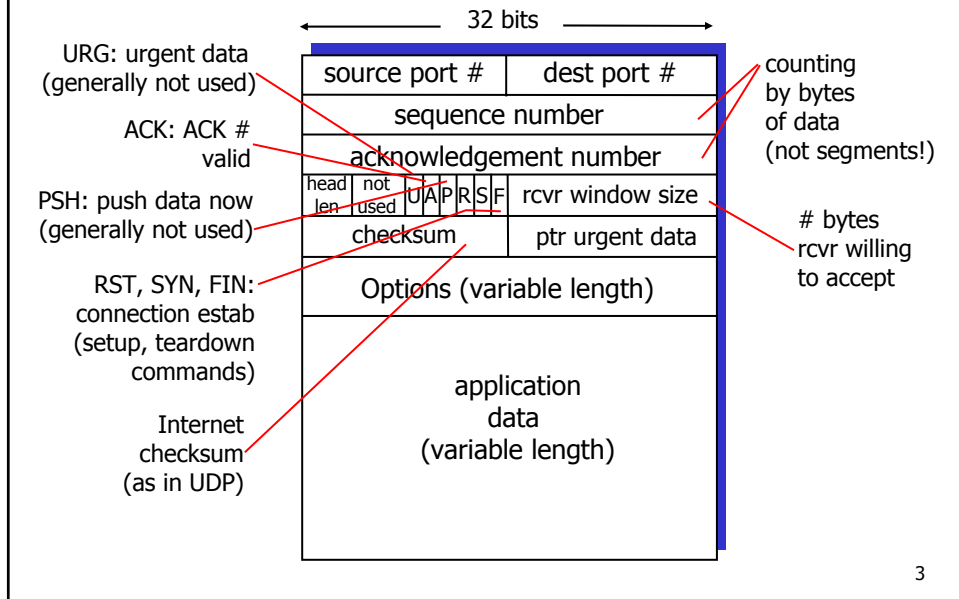 32 bits
URG: urgent data
(generally not used)
ACK: ACK #
valid
PSH: push data now
(generally not used)
RST, SYN, FIN:
connection estab
(setup, teardown
commands)
Internet
checksum
(as in UDP)
source port #
dest port #
sequence number
acknowledgement number
head
len
not
used
U A P R S F
rcvr window size
checksum
ptr urgent data
Options (variable length)
application
data
(variable length)
counting
by bytes
of data
(not segments!)
# bytes
rcvr willing
to accept
3